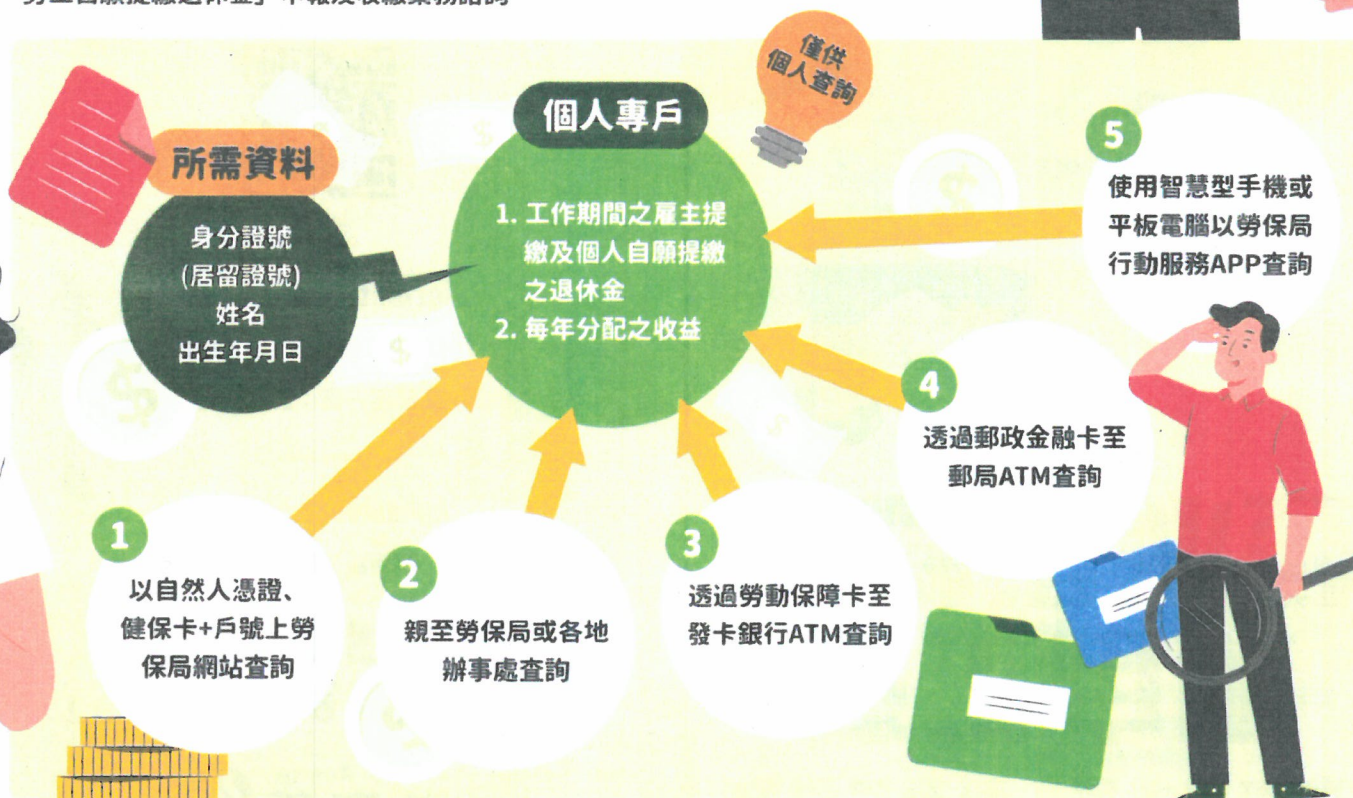 僅供
個人查詢
個人專戶
1. 工作期間之雇主提
繳及個人自願提繳
之退休金
2. 每年分配之收益
所需資料
身分證號
(居留證號)
姓名
出生年月日
1
以自然人憑證、
健保卡+戶號上勞
保局網站查詢
2
親至勞保局或各地
辦事處查詢
3
透過勞動保障卡至
發卡銀行ATM查詢
4
透過郵政金融卡至
郵局ATM查詢
5
使用智慧型手機或
平板電腦以勞保局
行動服務APP查詢